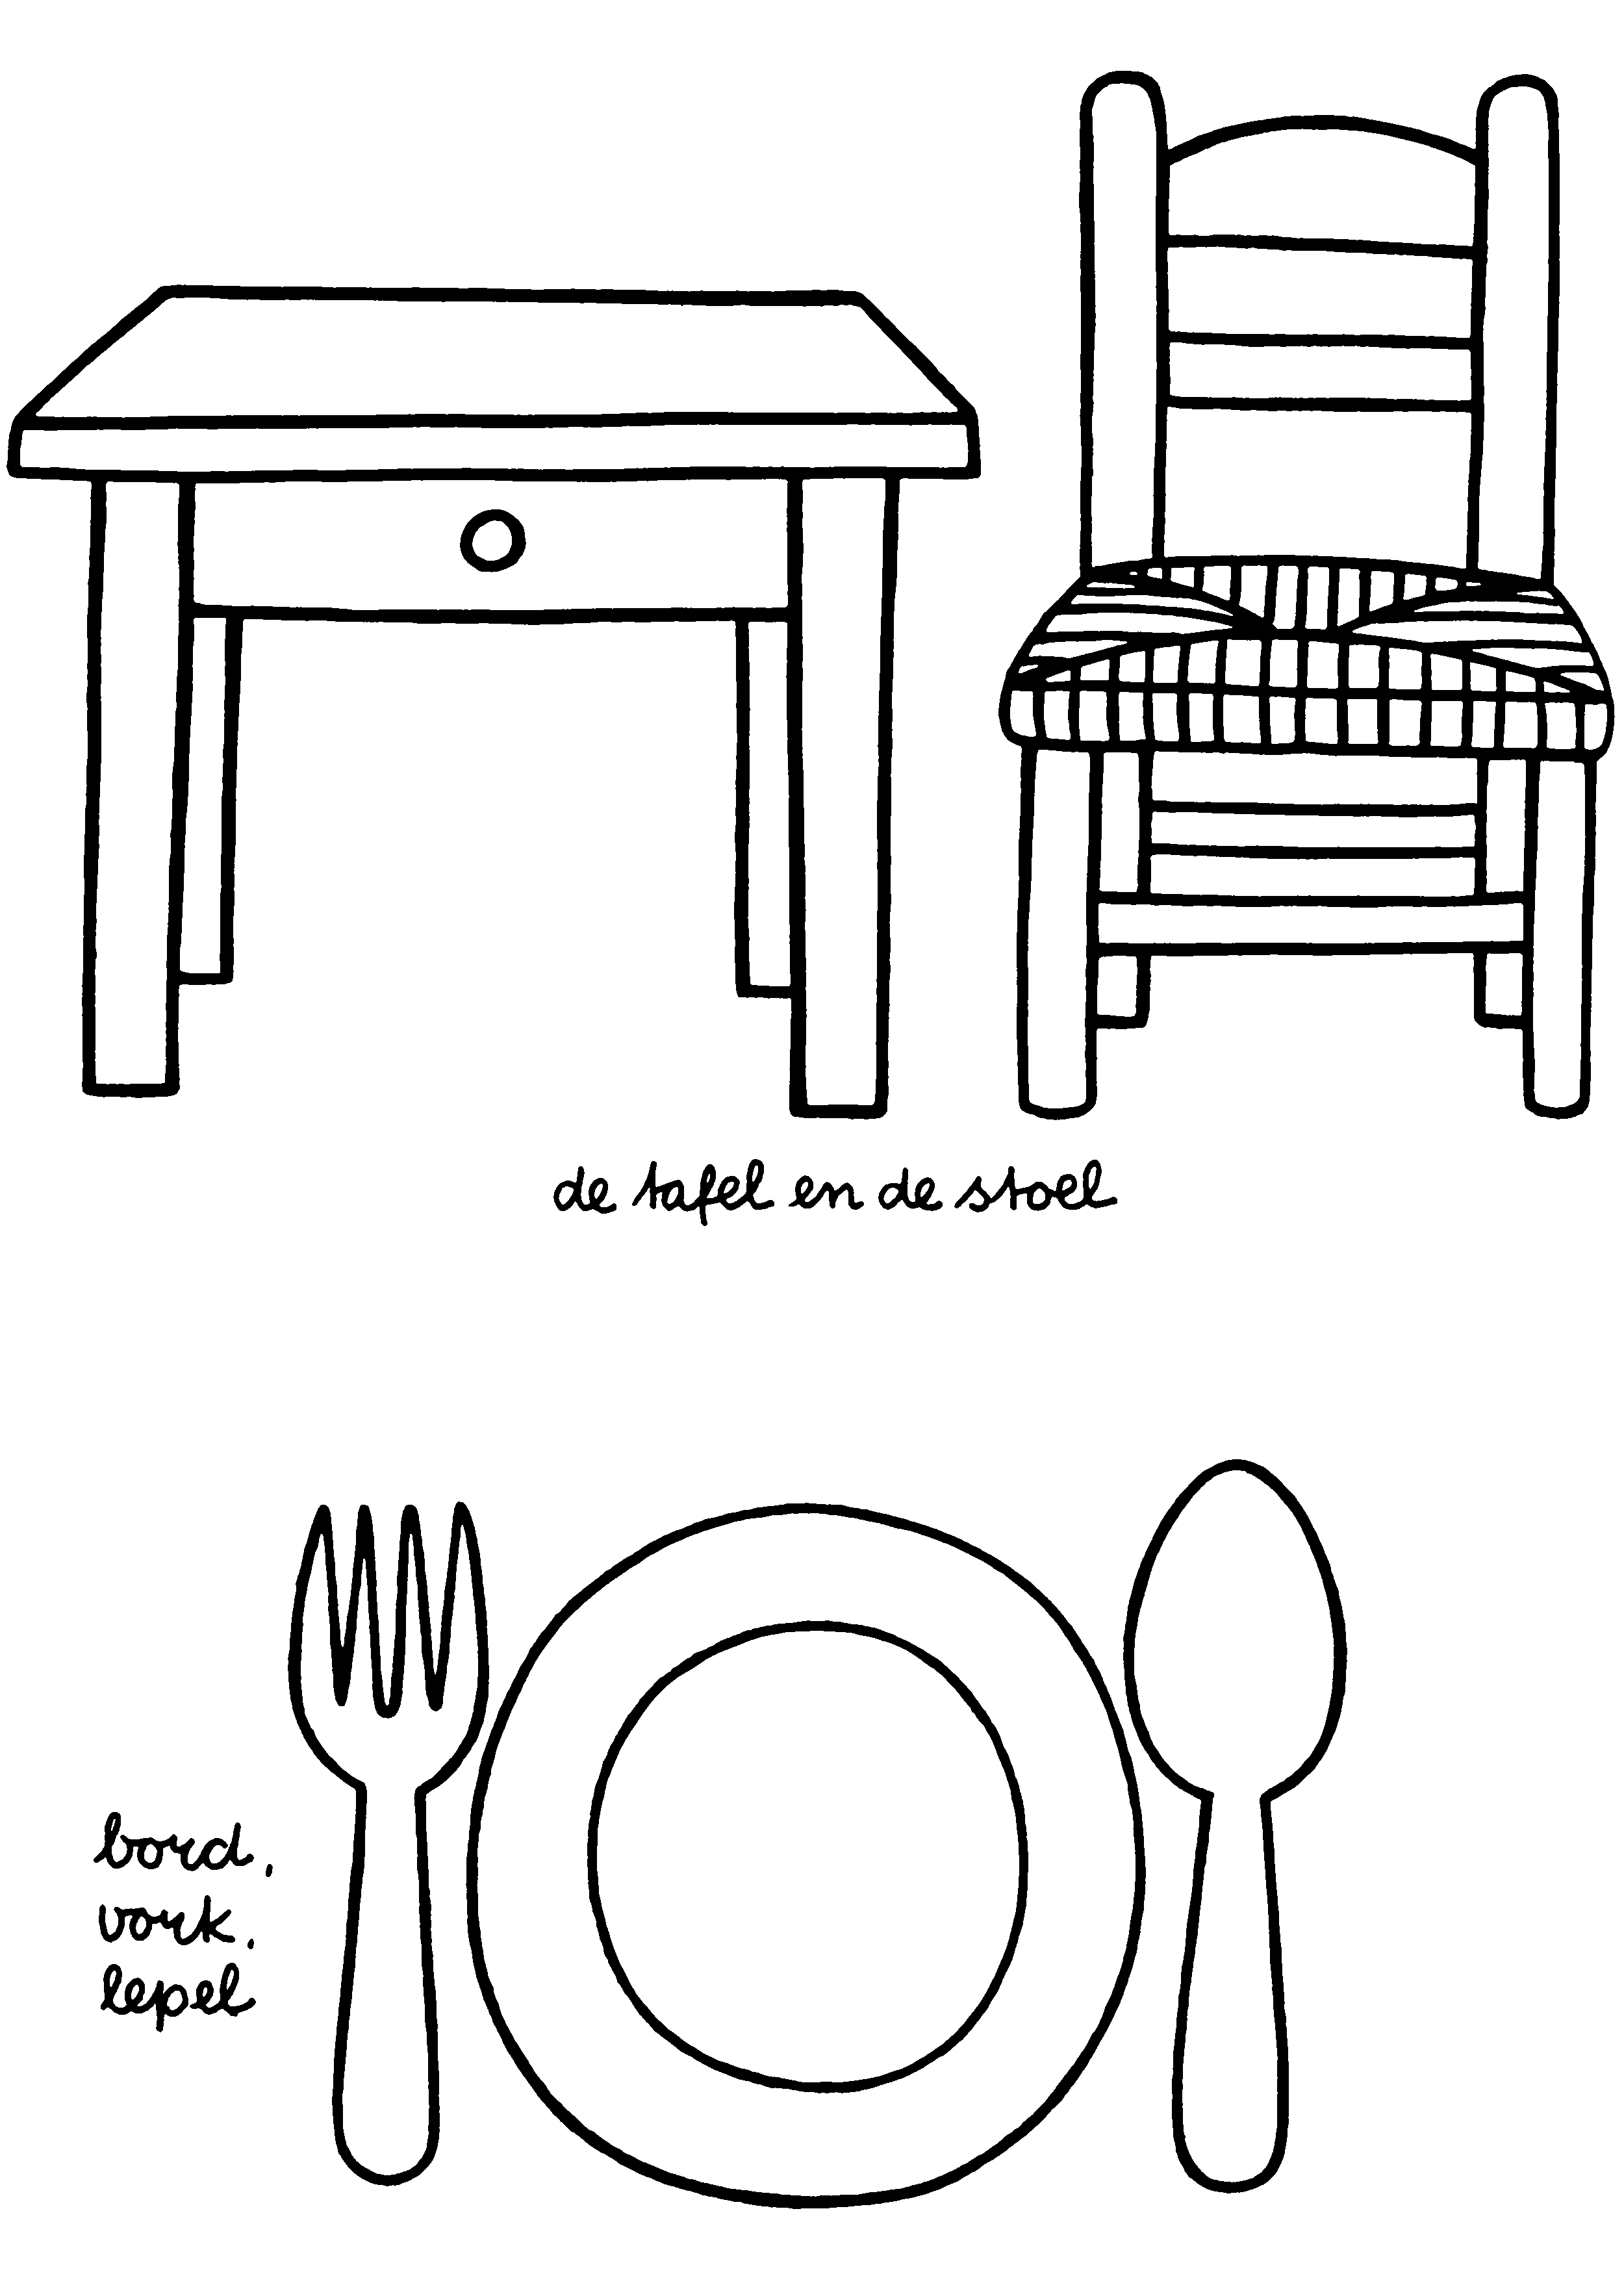 de tafel en de stoel
bord,
vork,
lepel